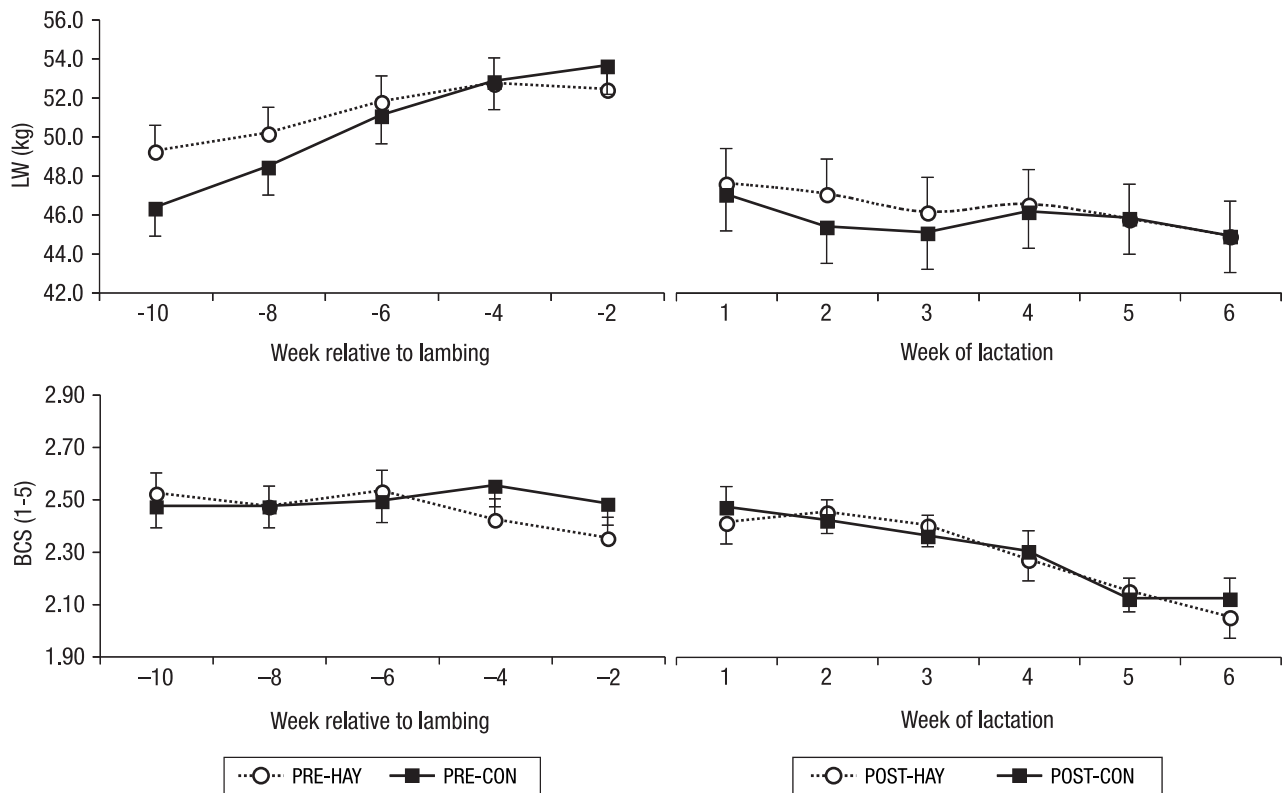 56.0
54.0
52.0
50.0
48.0
46.0
44.0
42.0
LW (kg)
-10 -8 -6 -4 -2
Week relative to lambing
1 2 3 4 5 6
Week of lactation
2.90
2.70
2.50
2.30
2.10
1.90
BCS (1-5)
–10 –8 –6 –4 –2
Week relative to lambing
1 2 3 4 5 6
Week of lactation
PRE-HAY PRE-CON
POST-HAY POST-CON